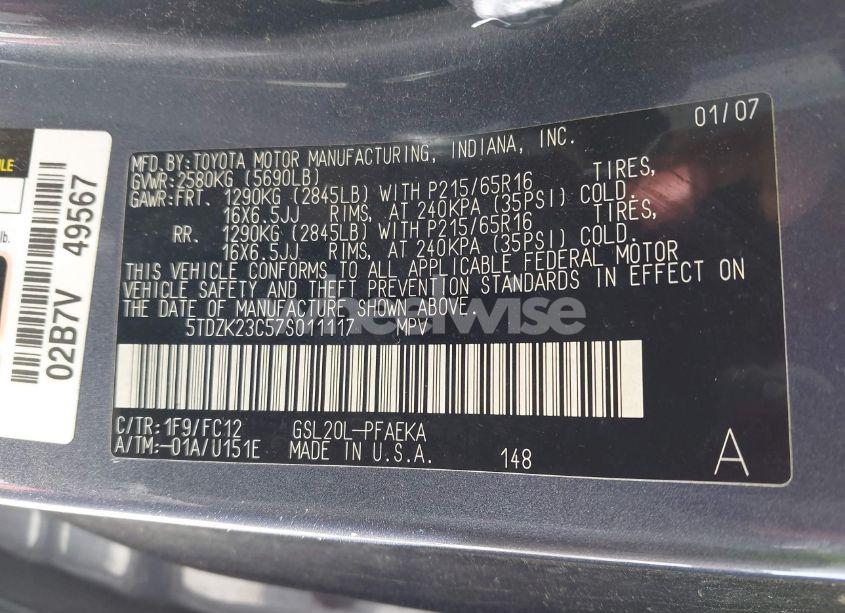 01/07
MFD.BY:TOYOTA MOTOR MANUFACTURING, INDIANA, INC.
GVWR:2580KG (5690LB)
GAWR:FRT. 1290KG (2845LB) WITH P215/65R16 TIRES,
16X6.5JJ RIMS, AT 240KPA (35PSI) COLD.
RR. 1290KG (2845LB) WITH P215/65R16 TIRES,
16X6.5JJ RIMS, AT 240KPA (35PSI) COLD.
THIS VEHICLE CONFORMS TO ALL APPLICABLE FEDERAL MOTOR
VEHICLE SAFETY AND THEFT PREVENTION STANDARDS IN EFFECT ON
THE DATE OF MANUFACTURE SHOWN ABOVE.
5TDZK23C57S011117 MPV
C/TR:1F9/FC12 GSL20L-PFAEKA
A/TM:-01A/U151E MADE IN U.S.A. 148
A
02B7V 49567
lb.
wheelwise